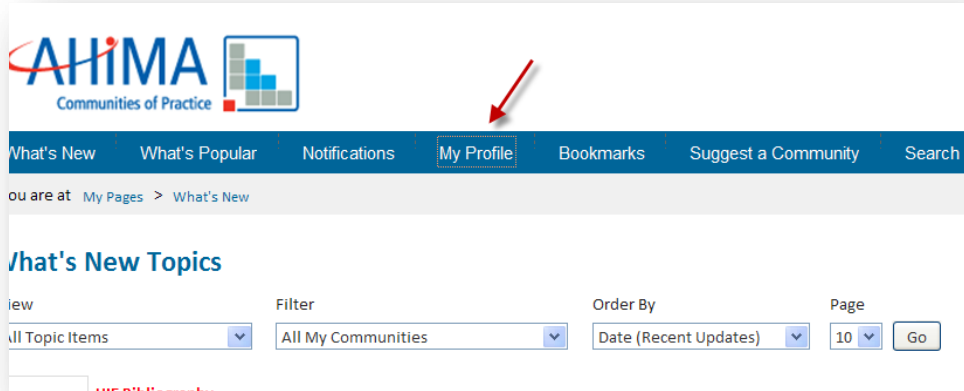 AHiMA
Communities of Practice
What's New What's Popular Notifications My Profile Bookmarks Suggest a Community Search
ou are at My Pages > What's New
What's New Topics
iew Filter Order By Page
All Topic Items All My Communities Date (Recent Updates) 10 Go